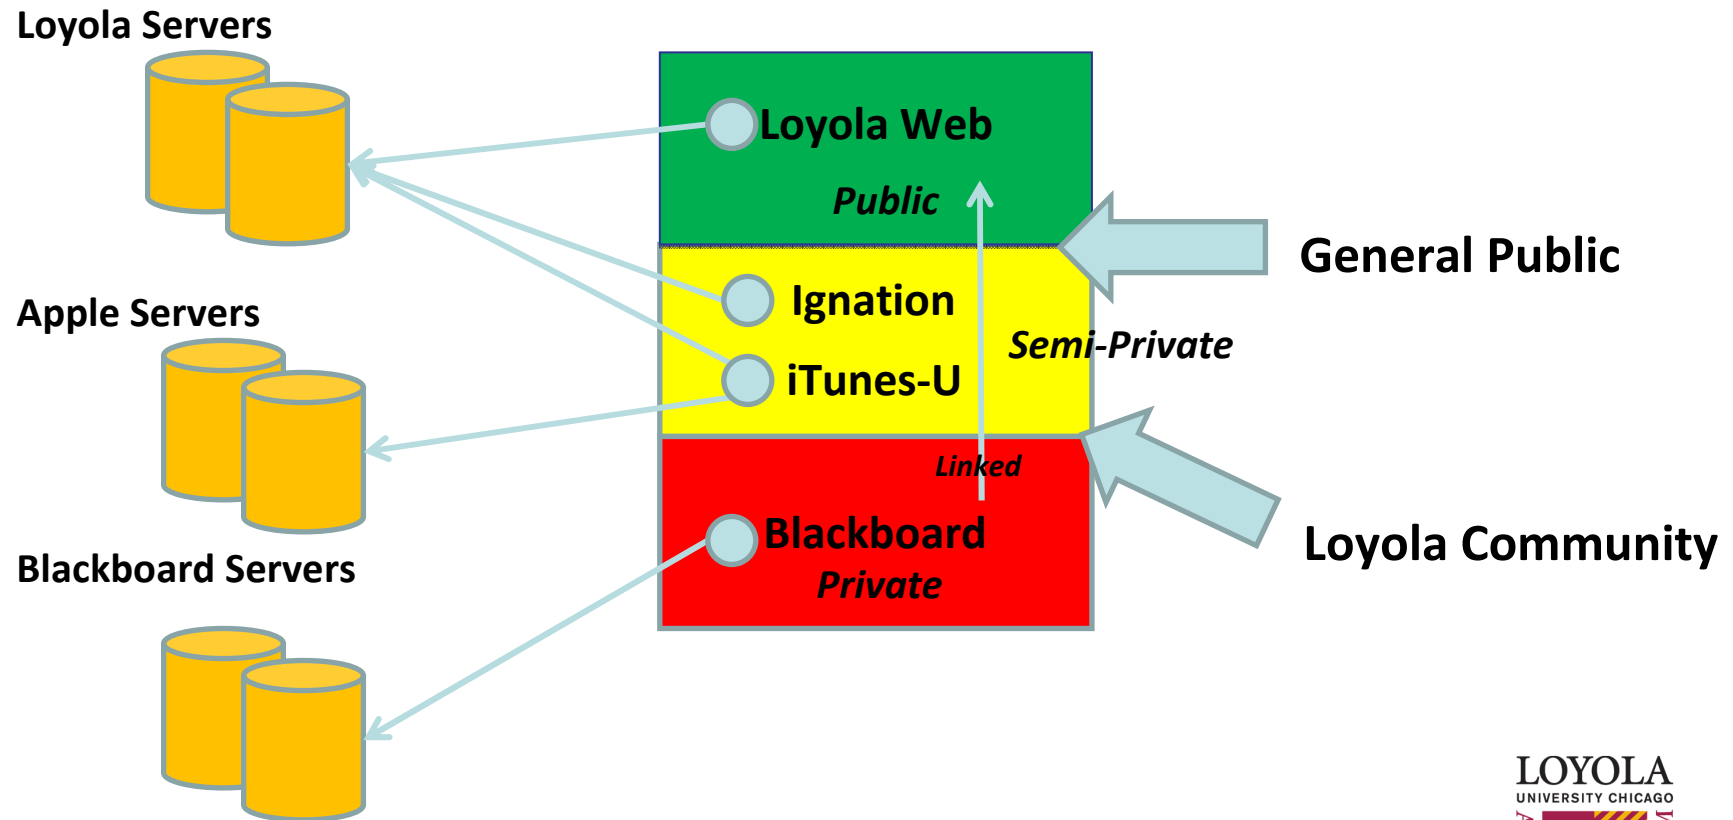 Loyola Servers
Loyola Web
Public
General Public
Ignation
Apple Servers
Semi-Private
iTunes-U
Linked
Blackboard
Loyola Community
Blackboard Servers
Private
LOYOLA
UNIVERSITY CHICAGO